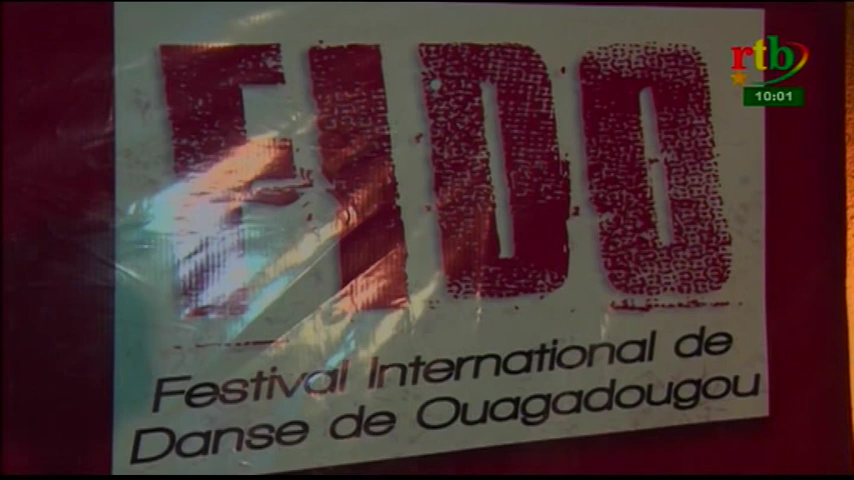 FIDO
rtb
10:01
Festival International de
Danse de Ouagadougou